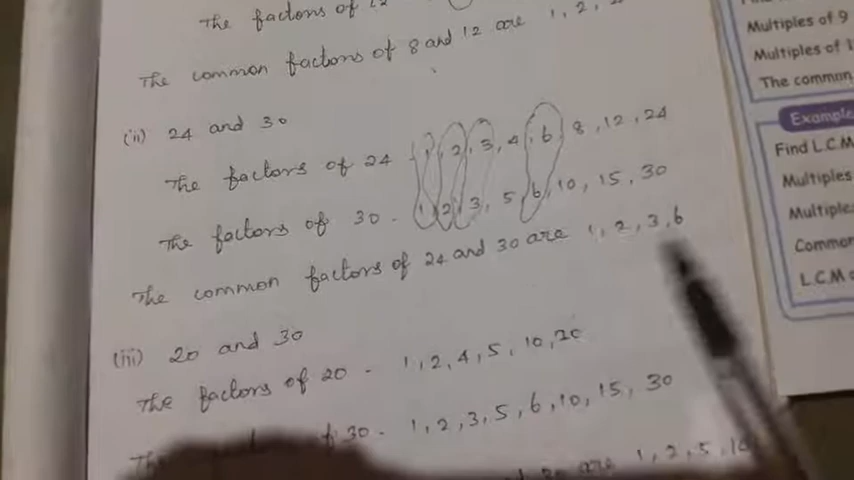 The factors of 12
The common factors of 8 and 12 are 1, 2,
(ii) 24 and 30
The factors of 24 1, 2, 3, 4, 6, 8, 12, 24
The factors of 30 - 1, 2, 3, 5, 6, 10, 15, 30
The common factors of 24 and 30 are 1, 2, 3, 6
(iii) 20 and 30
The factors of 20 - 1, 2, 4, 5, 10, 20
of 30 - 1, 2, 3, 5, 6, 10, 15, 30
are 1, 2, 5, 10
Multiples of 9
Multiples of 1
The common
Example
Find L.C.M
Multiples
Multiple
Common
L.C.M o